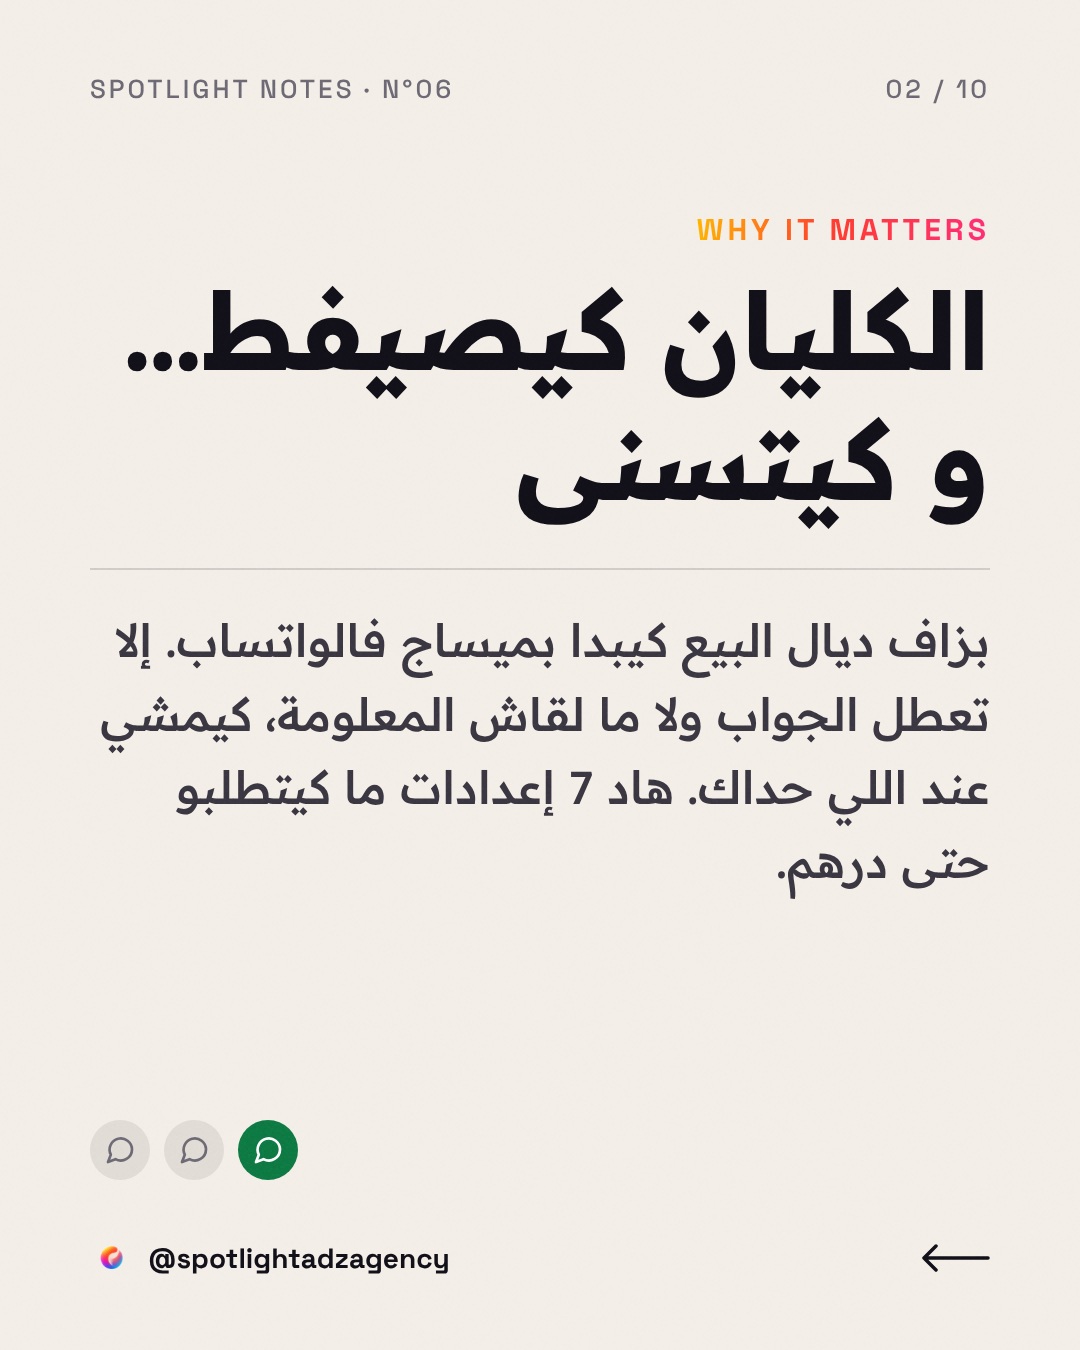 SPOTLIGHT NOTES · N°06
02 / 10
WHY IT MATTERS
الكليان كيصيفط...
و كيتسنى
بزاف ديال البيع كيبدا بميساج فالواتساب. إلا
تعطل الجواب ولا ما لقاش المعلومة، كيمشي
عند اللي حداك. هاد 7 إعدادات ما كيتطلبو
حتى درهم.
@spotlightadzagency